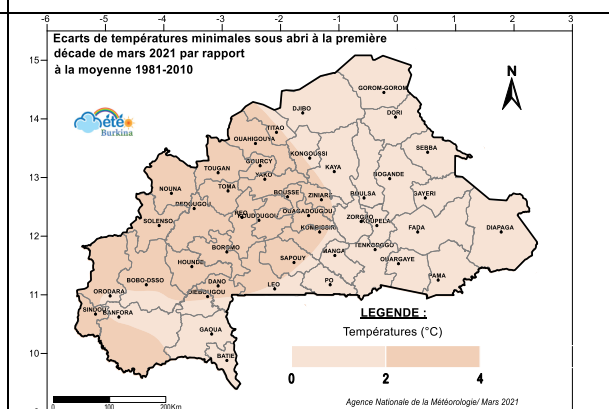 -6 -5 -4 -3 -2 -1 0 1 2 3
Ecarts de températures minimales sous abri à la première
décade de mars 2021 par rapport
à la moyenne 1981-2010
15
14
13
12
11
10
météo
Burkina
N
GOROM-GOROM
DJIBO
DORI
TITAO
OUAHIGOUYA
SEBBA
KONGOUSSI
GOURCY
TOUGAN
KAYA
YAKO
BOGANDE
NOUNA
TOMA
BOUSSE
ZINIARE
BOULSA
GAYERI
DEDOUGOU
OUAGADOUGOU
REO
KOUDOUGOU
ZORGHO
KOUPELA
SOLENSO
KOMBISSIRI
FADA
DIAPAGA
BOROMO
TENKODOGO
MANGA
HOUNDE
SAPOUY
OUARGAYE
BOBO-DSSO
DANO
LEO
PO
PAMA
ORODARA
DIEBOUGOU
SINDOU
BANFORA
GAOUA
BATIE
LEGENDE :
Températures (°C)
0 2 4
0 100 200Km
Agence Nationale de la Météorologie/ Mars 2021